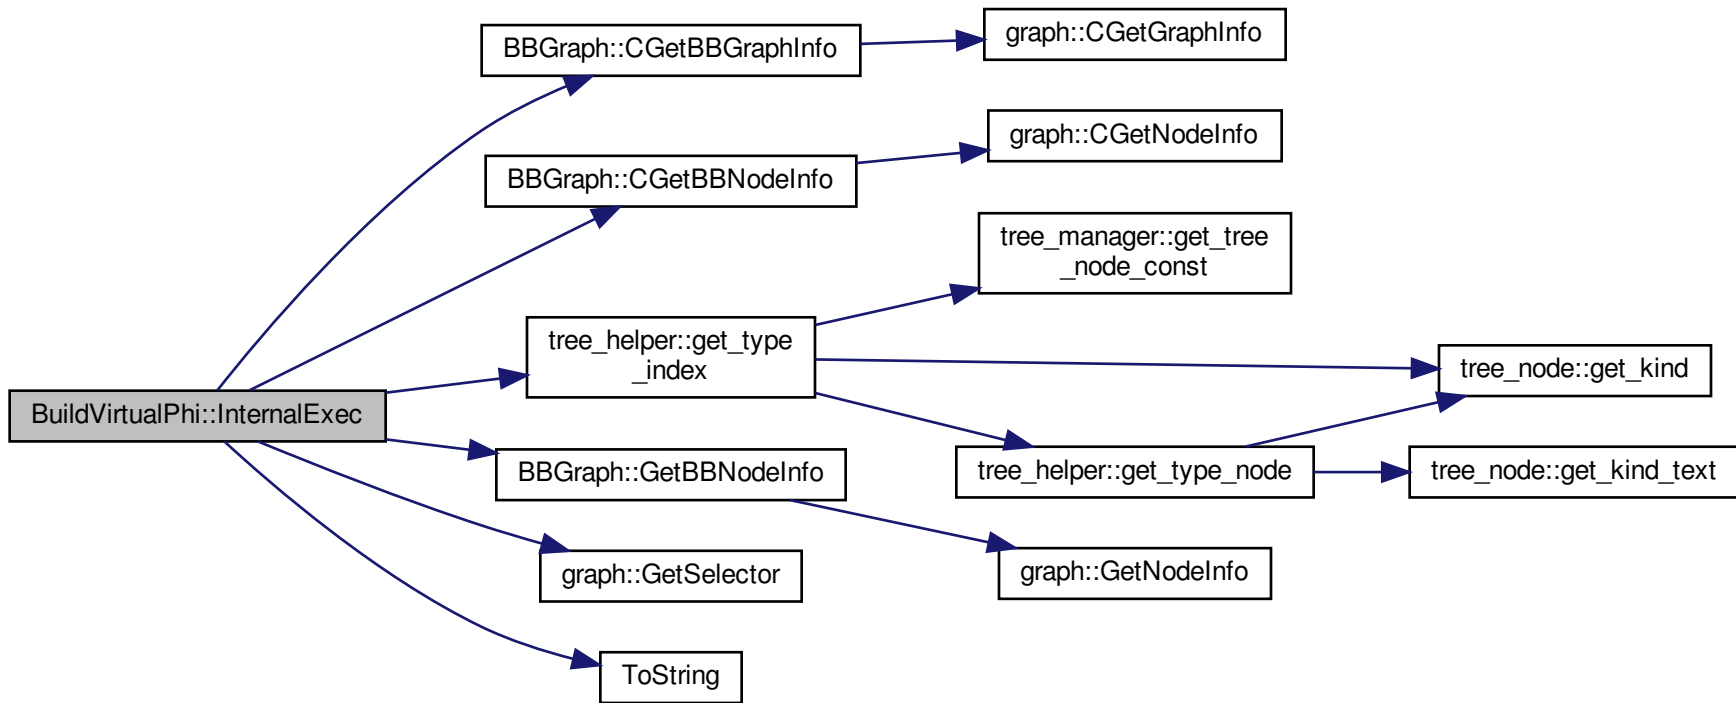 BBGraph::CGetBBGraphInfo
graph::CGetGraphInfo
graph::CGetNodeInfo
BBGraph::CGetBBNodeInfo
tree_manager::get_tree
_node_const
tree_helper::get_type
_index
tree_node::get_kind
BuildVirtualPhi::InternalExec
BBGraph::GetBBNodeInfo
tree_helper::get_type_node
tree_node::get_kind_text
graph::GetSelector
graph::GetNodeInfo
ToString